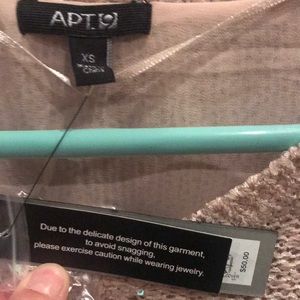 APT.9
XS
Due to the delicate design of this garment,
to avoid snagging,
please exercise caution while wearing jewelry.
$50.00